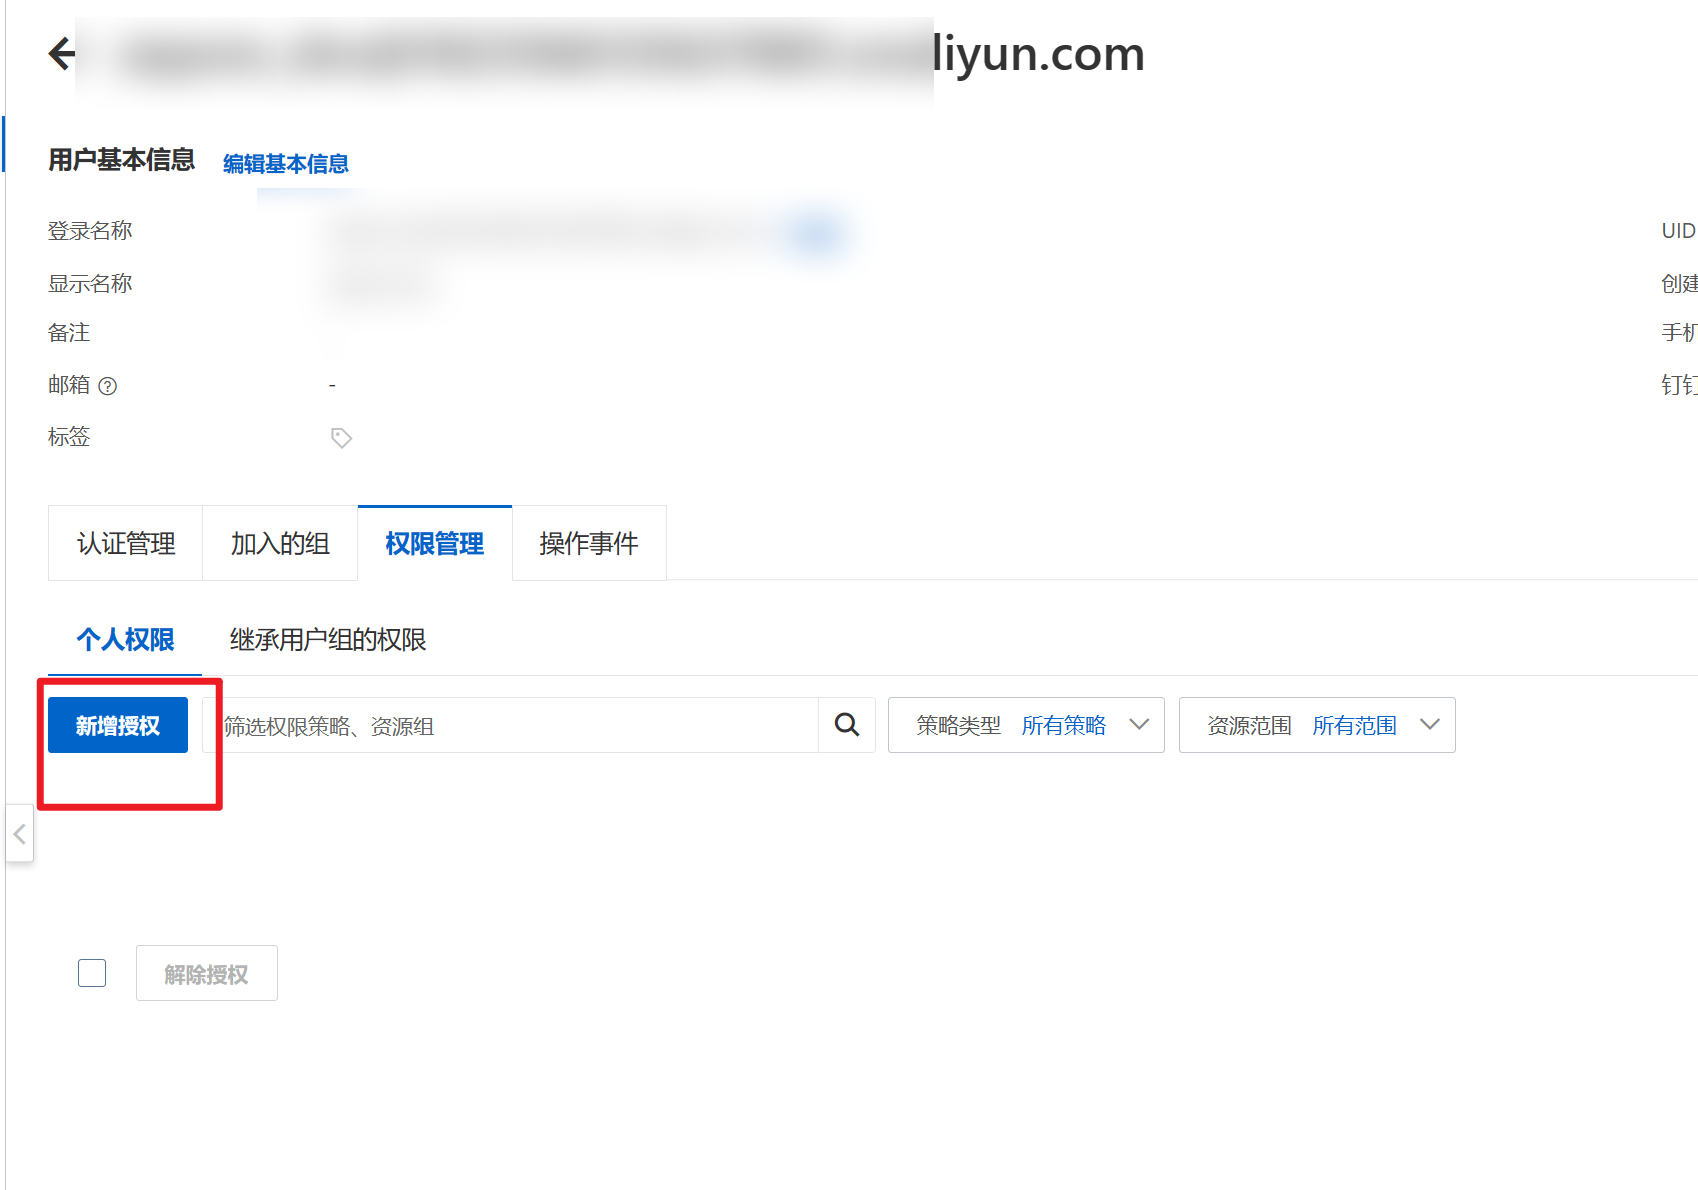 liyun.com
用户基本信息 编辑基本信息
登录名称 UID
显示名称 创建
备注 手机
邮箱 -
钉钉
标签
认证管理 加入的组 权限管理 操作事件
个人权限 继承用户组的权限
新增授权 筛选权限策略、资源组 策略类型 所有策略 资源范围 所有范围
解除授权